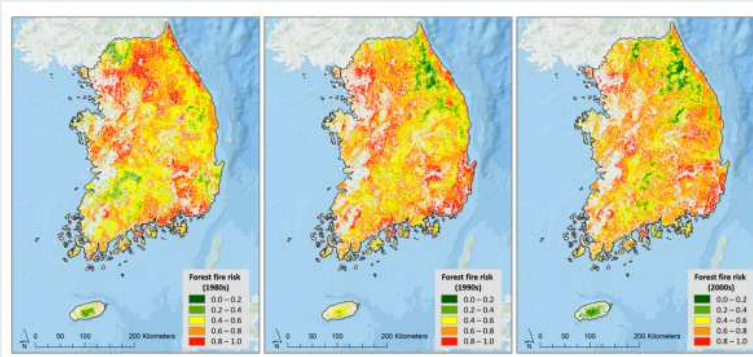 Forest fire risk
(1980s)
0.0 – 0.2
0.2 – 0.4
0.4 – 0.6
0.6 – 0.8
0.8 – 1.0
0 50 100 200 Kilometers
Forest fire risk
(1990s)
0.0 – 0.2
0.2 – 0.4
0.4 – 0.6
0.6 – 0.8
0.8 – 1.0
0 50 100 200 Kilometers
Forest fire risk
(2000s)
0.0 – 0.2
0.2 – 0.4
0.4 – 0.6
0.6 – 0.8
0.8 – 1.0
0 50 100 200 Kilometers